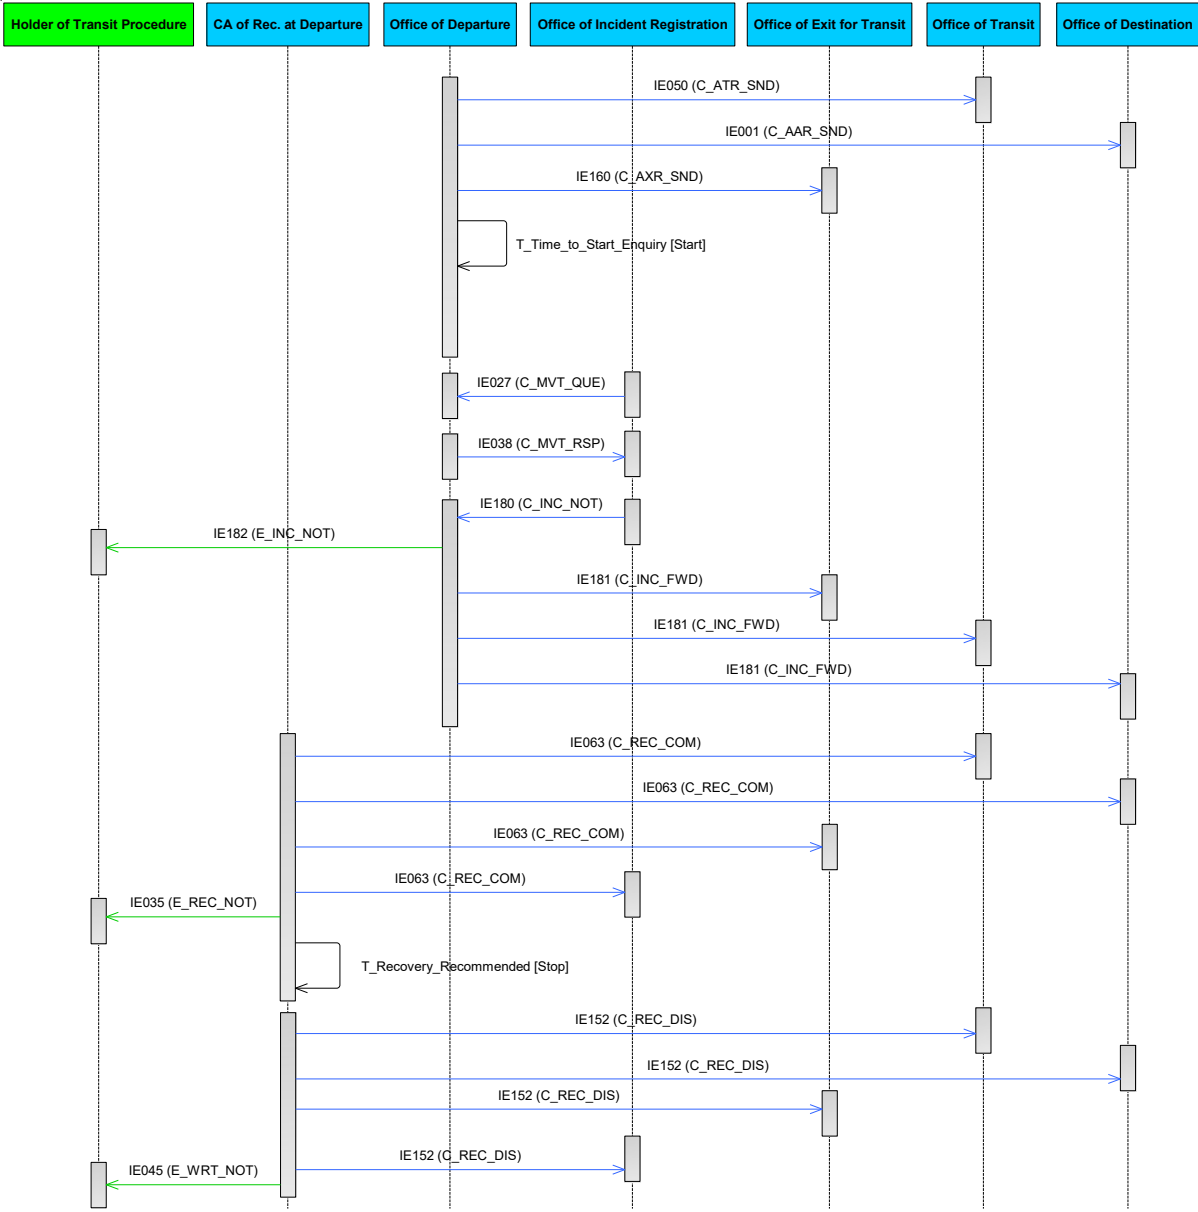 Holder of Transit Procedure
CA of Rec. at Departure
Office of Departure
Office of Incident Registration
Office of Exit for Transit
Office of Transit
Office of Destination
IE050 (C_ATR_SND)
IE001 (C_AAR_SND)
IE160 (C_AXR_SND)
T_Time_to_Start_Enquiry [Start]
IE027 (C_MVT_QUE)
IE038 (C_MVT_RSP)
IE180 (C_INC_NOT)
IE182 (E_INC_NOT)
IE181 (C_INC_FWD)
IE181 (C_INC_FWD)
IE181 (C_INC_FWD)
IE063 (C_REC_COM)
IE063 (C_REC_COM)
IE063 (C_REC_COM)
IE063 (C_REC_COM)
IE035 (E_REC_NOT)
T_Recovery_Recommended [Stop]
IE152 (C_REC_DIS)
IE152 (C_REC_DIS)
IE152 (C_REC_DIS)
IE152 (C_REC_DIS)
IE045 (E_WRT_NOT)